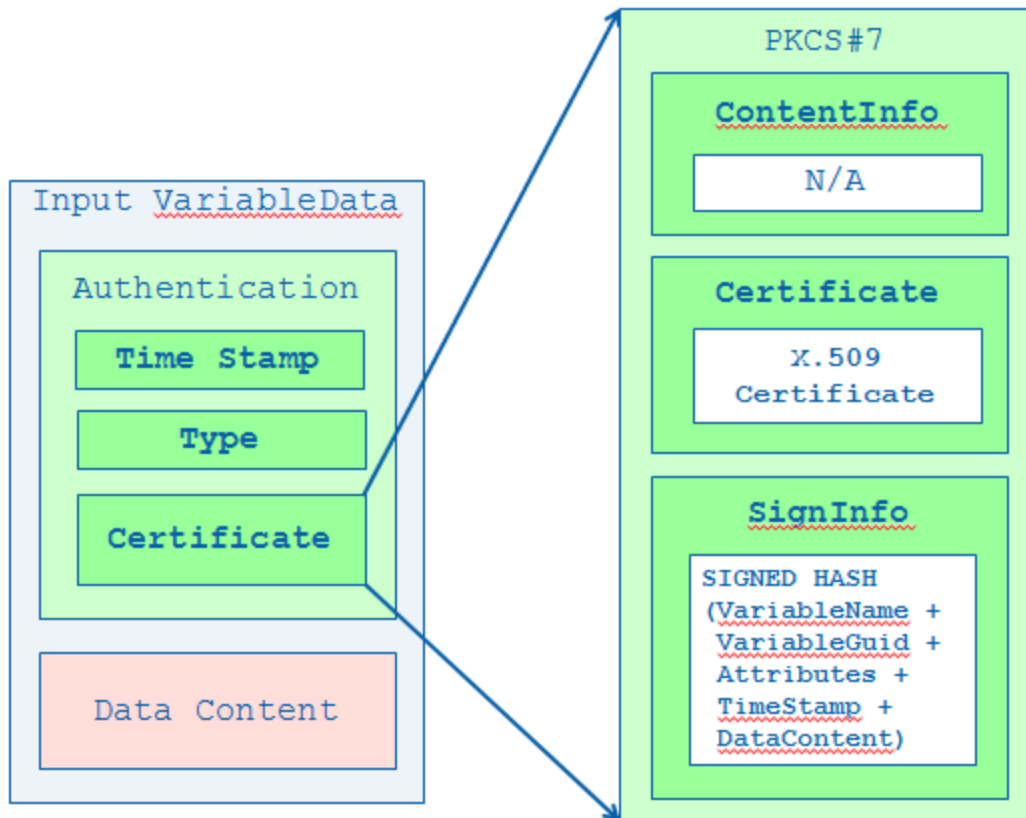 Input VariableData
Authentication
Time Stamp
Type
Certificate
Data Content
PKCS#7
ContentInfo
N/A
Certificate
X.509
Certificate
SignInfo
SIGNED HASH
(VariableName +
VariableGuid +
Attributes +
TimeStamp +
DataContent)